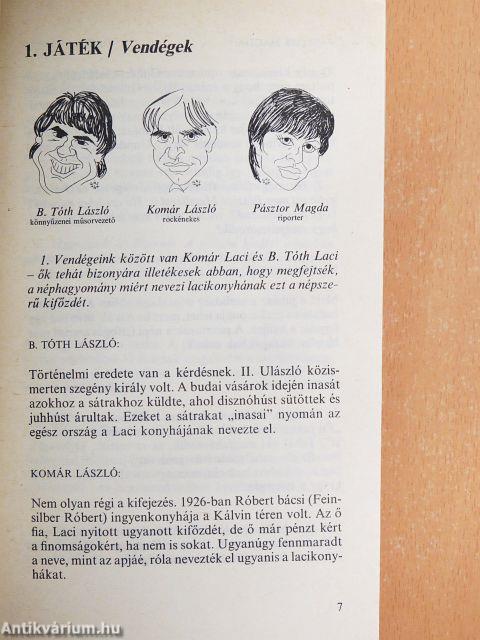 1. JÁTÉK / Vendégek
B. Tóth László
könnyűzenei műsorvezető
Komár László
rockénekes
Pásztor Magda
riporter
1. Vendégeink között van Komár Laci és B. Tóth Laci
– ők tehát bizonyára illetékesek abban, hogy megfejtsék,
a néphagyomány miért nevezi lacikonyhának ezt a népsze-
rű kifőzdét.
B. TÓTH LÁSZLÓ:
Történelmi eredete van a kérdésnek. II. Ulászló közis-
merten szegény király volt. A budai vásárok idején inasát
azokhoz a sátrakhoz küldte, ahol disznóhúst sütöttek és
juhhúst árultak. Ezeket a sátrakat „inasai” nyomán az
egész ország a Laci konyhájának nevezte el.
KOMÁR LÁSZLÓ:
Nem olyan régi a kifejezés. 1926-ban Róbert bácsi (Fein-
silber Róbert) ingyenkonyhája a Kálvin téren volt. Az ő
fia, Laci nyitott ugyanott kifőzdét, de ő már pénzt kért
a finomságokért, ha nem is sokat. Ugyanúgy fennmaradt
a neve, mint az apjáé, róla nevezték el ugyanis a lacikony-
hákat.
7
Antikvárium.hu